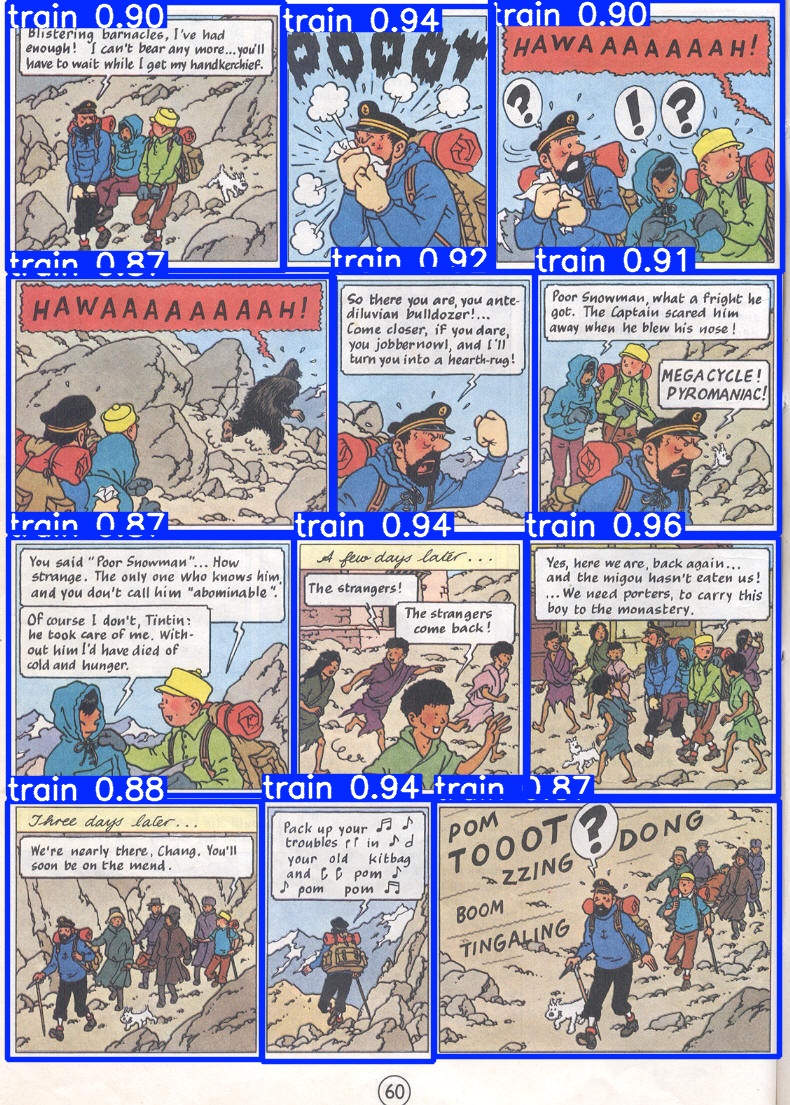 train 0.90
Blistering barnacles, I've had
enough! I can't bear any more...you'll
have to wait while I get my handkerchief.
train 0.94
POOOT
train 0.90
HAWAAAAAAAH!
? ! ?
train 0.87
HAWAAAAAAAAAH!
train 0.92
So there you are, you ante-
diluvian bulldozer!...
Come closer, if you dare,
you jobbernowl, and I'll
turn you into a hearth-rug!
train 0.91
Poor Snowman, what a fright he
got. The Captain scared him
away when he blew his nose!
MEGACYCLE!
PYROMANIAC!
train 0.87
You said "Poor Snowman"... How
strange. The only one who knows him,
and you don't call him "abominable".
Of course I don't, Tintin:
he took care of me. With-
out him I'd have died of
cold and hunger.
train 0.94
A few days later...
The strangers!
The strangers
come back!
train 0.96
Yes, here we are, back again...
and the migou hasn't eaten us!
...We need porters, to carry this
boy to the monastery.
train 0.88
Three days later...
We're nearly there, Chang. You'll
soon be on the mend.
train 0.94
Pack up your
troubles in
your old kitbag
and pom
pom pom
train 0.87
POM
TOOOT
?
DONG
ZZING
BOOM
TINGALING
60